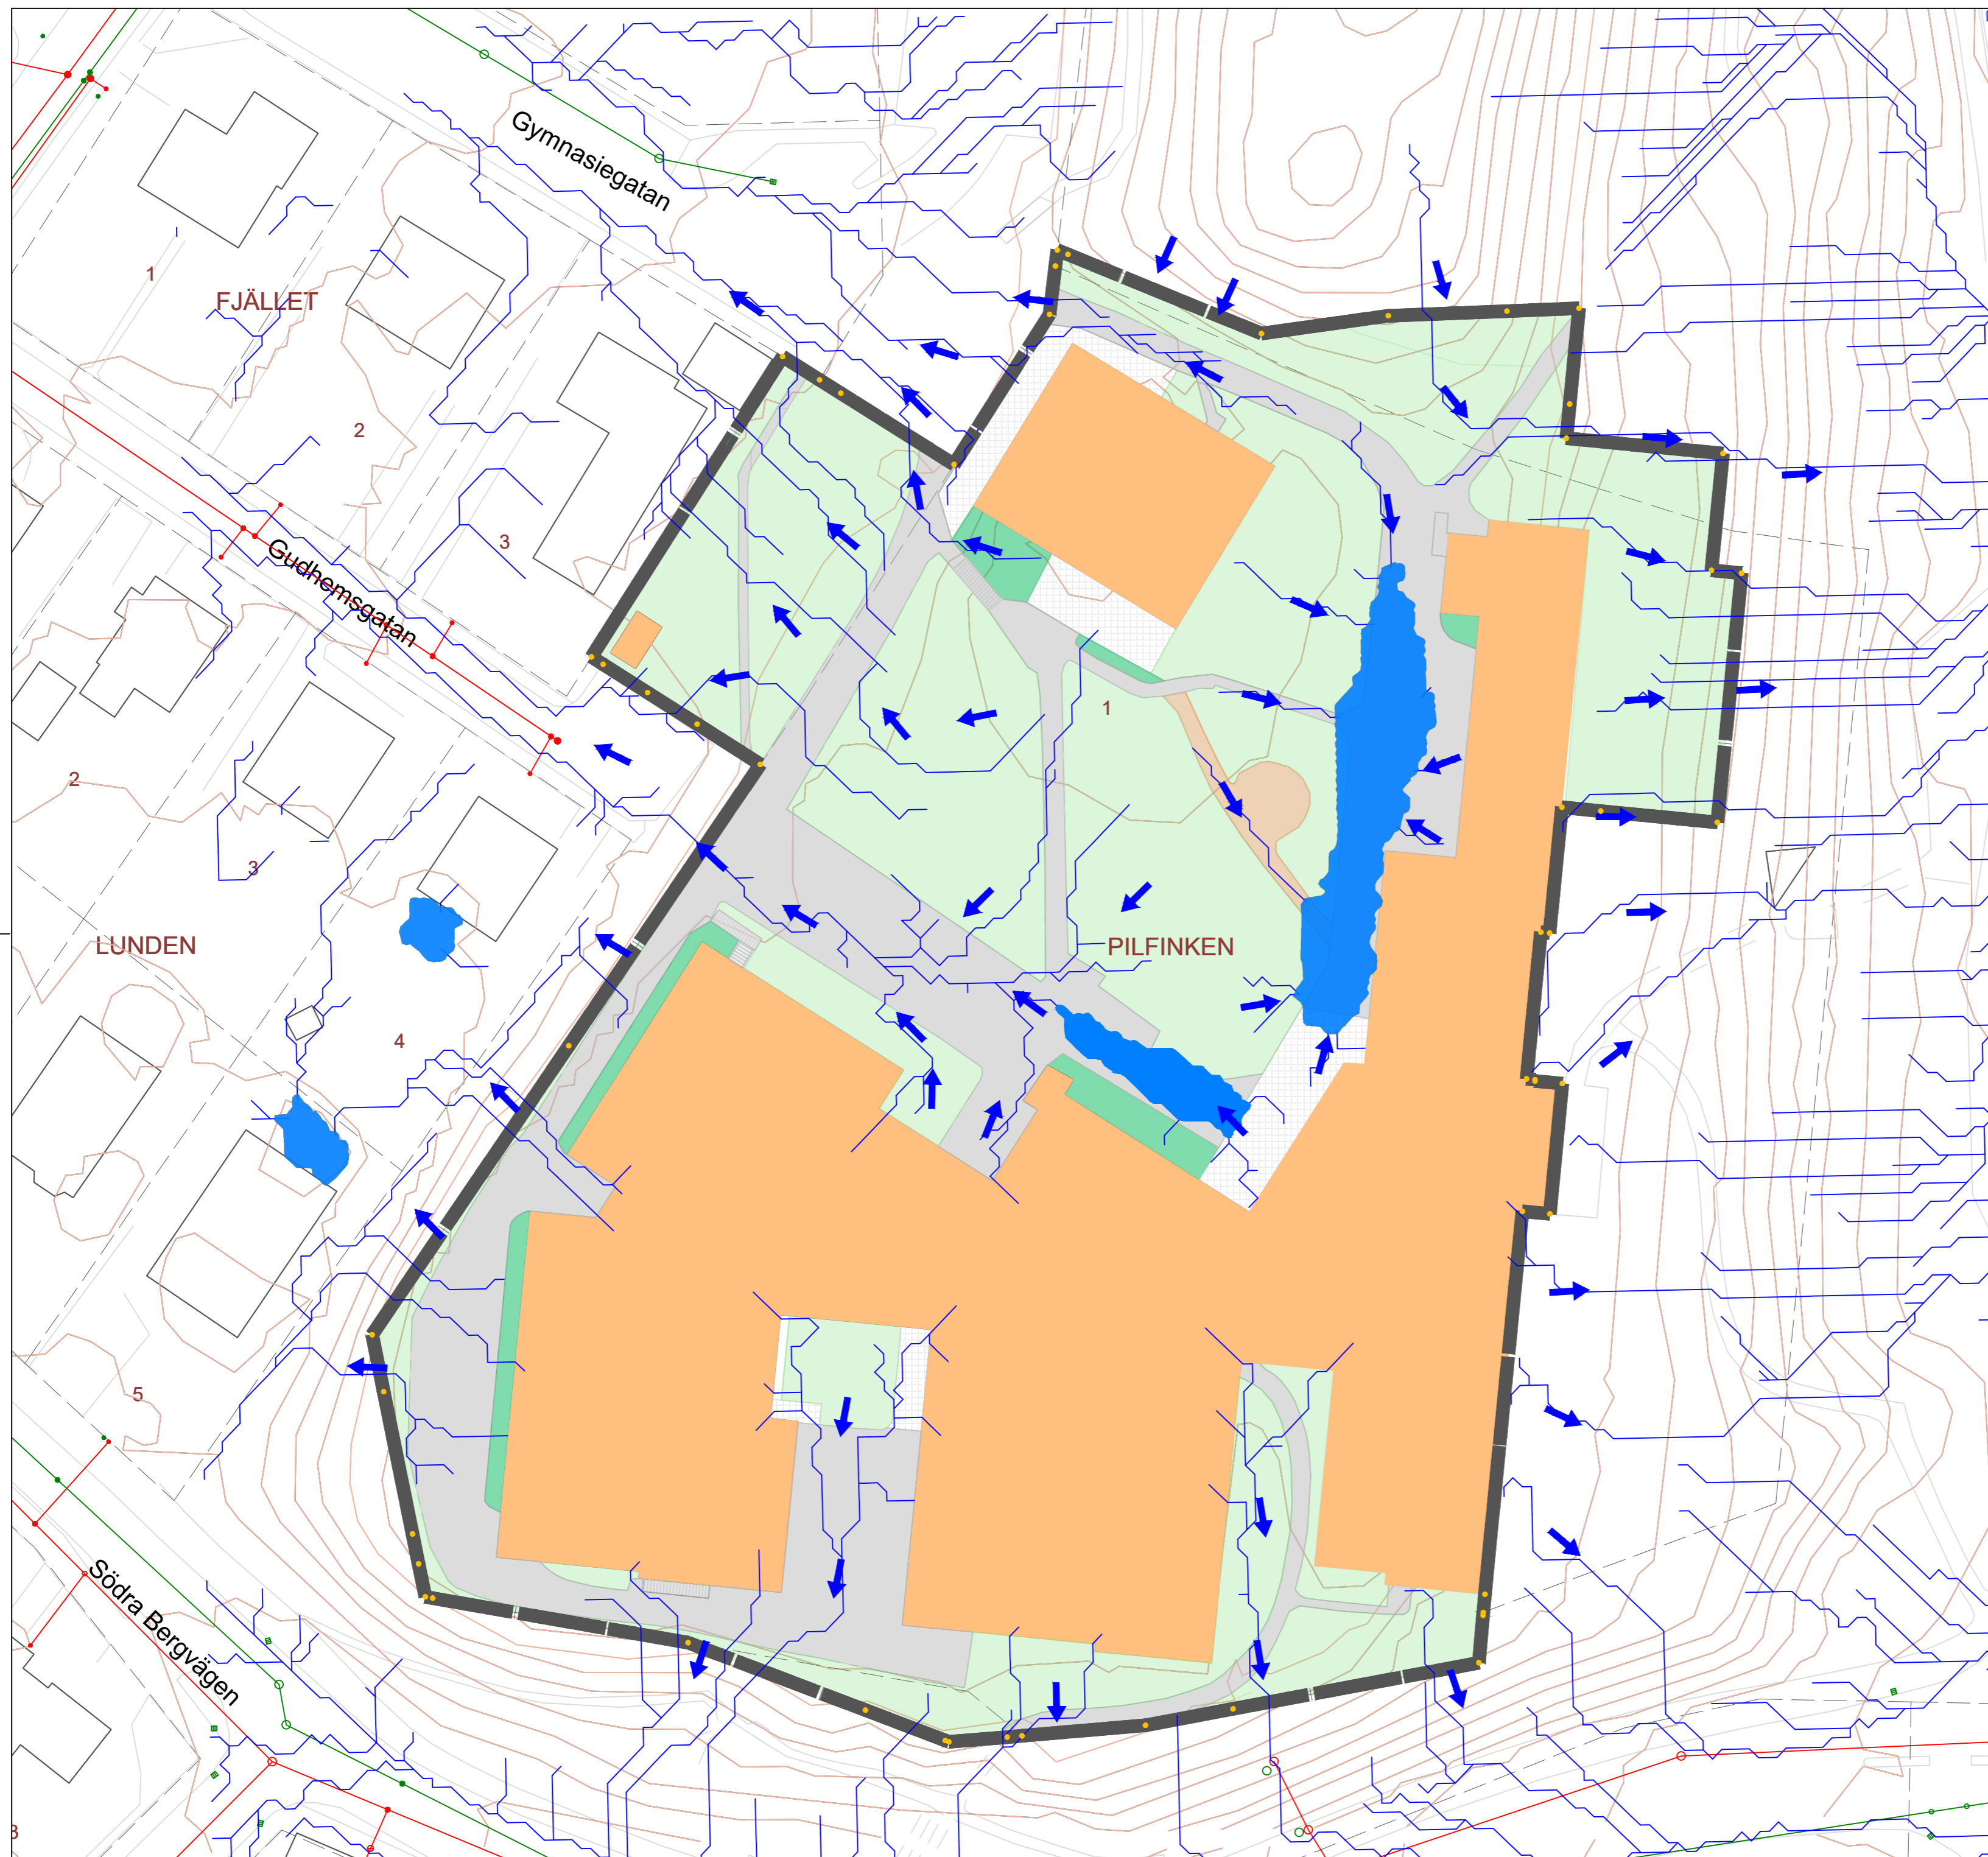 Gymnasiegatan
1
FJÄLLET
2
3
Gudhemsgatan
1
2
3
LUNDEN
PILFINKEN
4
5
Södra Bergvägen
3